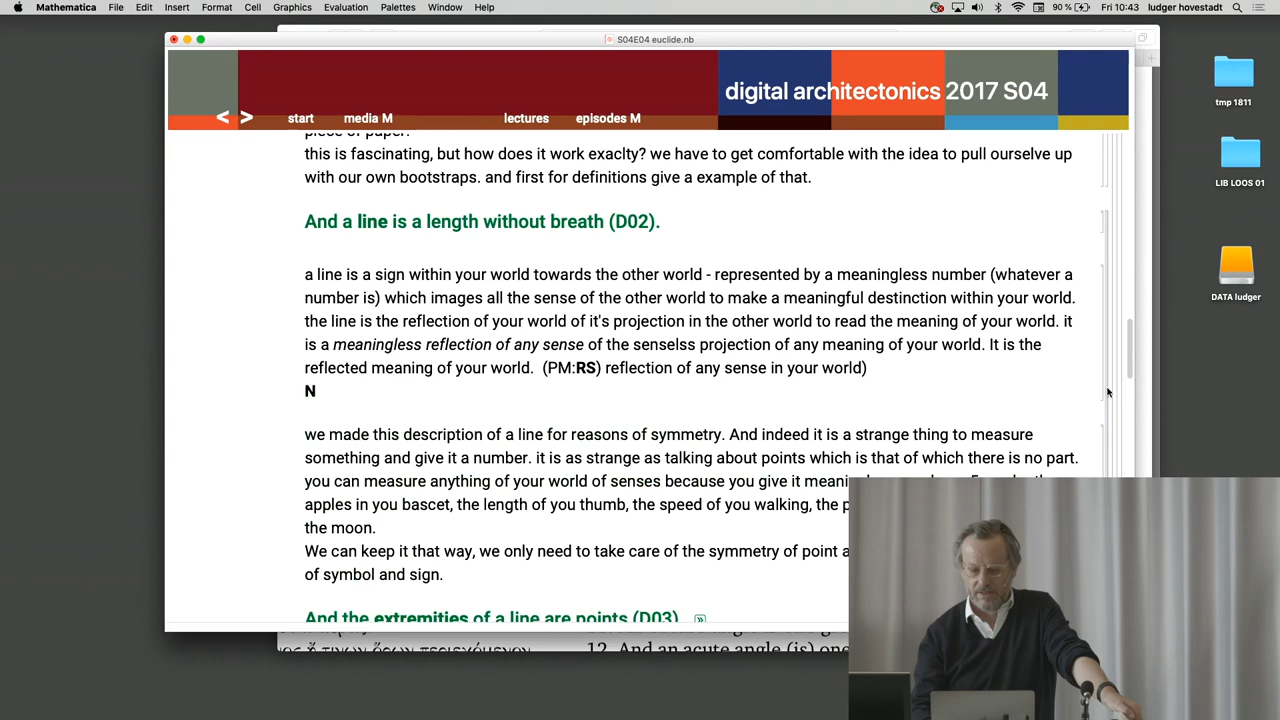 Mathematica File Edit Insert Format Cell Graphics Evaluation Palettes Window Help 90 % Fri 10:43 ludger hovestadt
S04E04 euclide.nb
digital architectonics 2017 S04
< > start media M lectures episodes M
tmp 1811
LIB LOOS 01
DATA ludger
piece of paper.
this is fascinating, but how does it work exaclty? we have to get comfortable with the idea to pull ourselve up
with our own bootstraps. and first for definitions give a example of that.
And a line is a length without breath (D02).
a line is a sign within your world towards the other world - represented by a meaningless number (whatever a
number is) which images all the sense of the other world to make a meaningful destinction within your world.
the line is the reflection of your world of it's projection in the other world to read the meaning of your world. it
is a meaningless reflection of any sense of the senselss projection of any meaning of your world. It is the
reflected meaning of your world. (PM:RS) reflection of any sense in your world)
N
we made this description of a line for reasons of symmetry. And indeed it is a strange thing to measure
something and give it a number. it is as strange as talking about points which is that of which there is no part.
you can measure anything of your world of senses because you give it
apples in you bascet, the length of you thumb, the speed of you walking, the
the moon.
We can keep it that way, we only need to take care of the symmetry of point
of symbol and sign.
And the extremities of a line are points (D03). »
12. And an acute angle (is) one